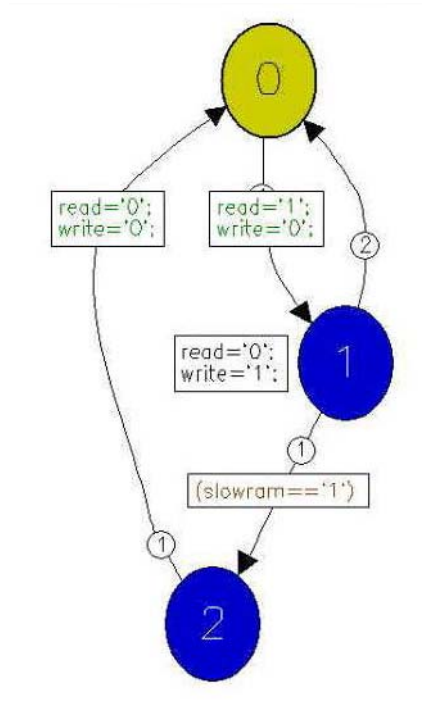 0
read='0';
write='0';
read='1';
write='0';
2
read='0';
write='1';
1
1
(slowram=='1')
1
2